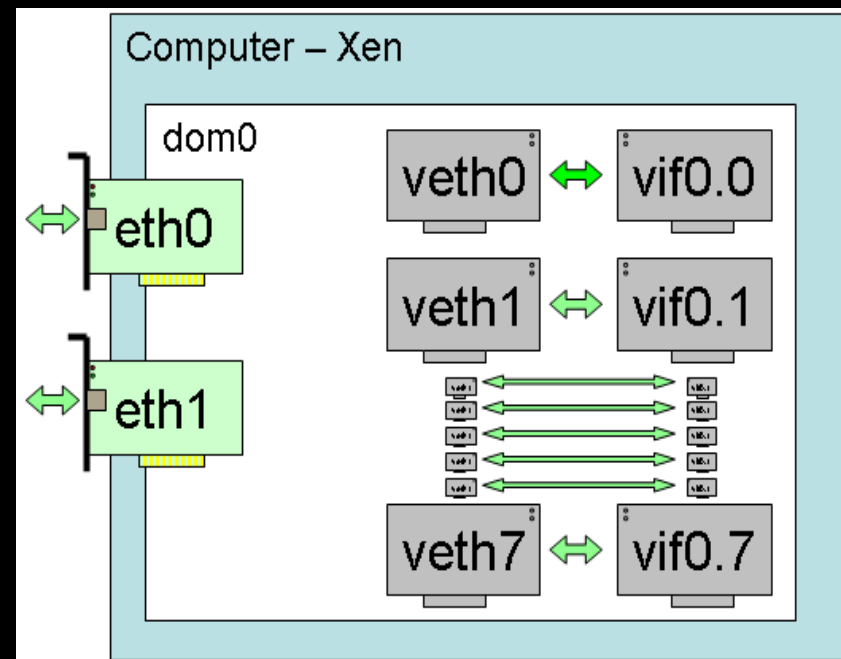 Computer – Xen
dom0
eth0
eth1
veth0
vif0.0
veth1
vif0.1
veth7
vif0.7